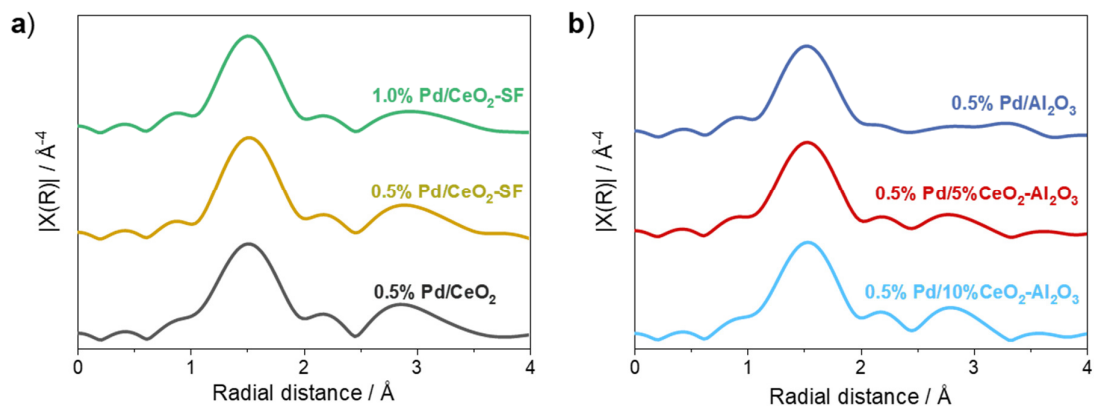 a)
|X(R)| / Å⁻⁴
1.0% Pd/CeO₂-SF
0.5% Pd/CeO₂-SF
0.5% Pd/CeO₂
0 1 2 3 4
Radial distance / Å
b)
|X(R)| / Å⁻⁴
0.5% Pd/Al₂O₃
0.5% Pd/5%CeO₂-Al₂O₃
0.5% Pd/10%CeO₂-Al₂O₃
0 1 2 3 4
Radial distance / Å